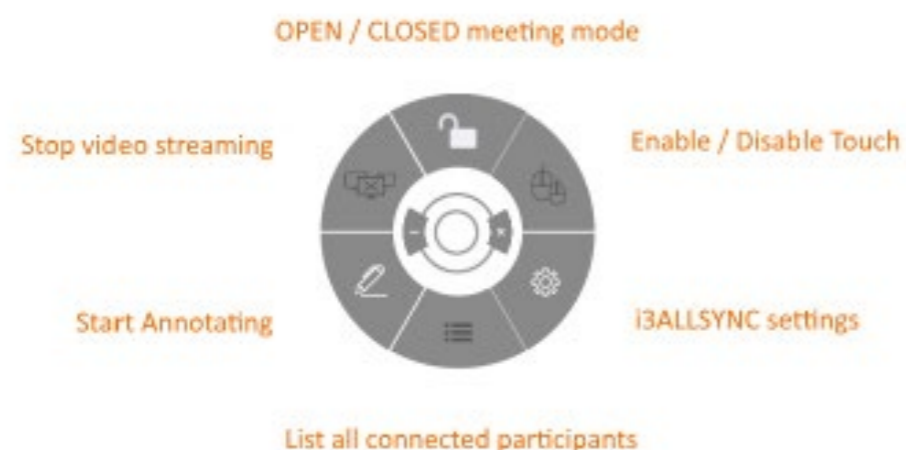 OPEN / CLOSED meeting mode
Stop video streaming
Enable / Disable Touch
Start Annotating
i3ALLSYNC settings
List all connected participants